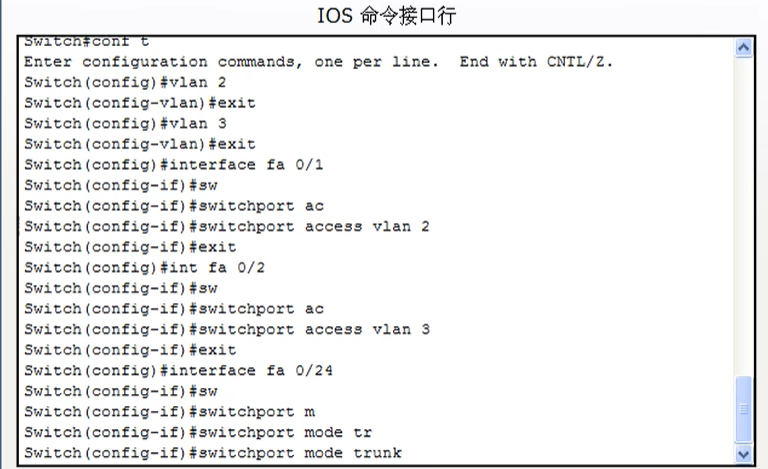 IOS 命令接口行
Switch#conf t
Enter configuration commands, one per line.  End with CNTL/Z.
Switch(config)#vlan 2
Switch(config-vlan)#exit
Switch(config)#vlan 3
Switch(config-vlan)#exit
Switch(config)#interface fa 0/1
Switch(config-if)#sw
Switch(config-if)#switchport ac
Switch(config-if)#switchport access vlan 2
Switch(config-if)#exit
Switch(config)#int fa 0/2
Switch(config-if)#sw
Switch(config-if)#switchport ac
Switch(config-if)#switchport access vlan 3
Switch(config-if)#exit
Switch(config)#interface fa 0/24
Switch(config-if)#sw
Switch(config-if)#switchport m
Switch(config-if)#switchport mode tr
Switch(config-if)#switchport mode trunk